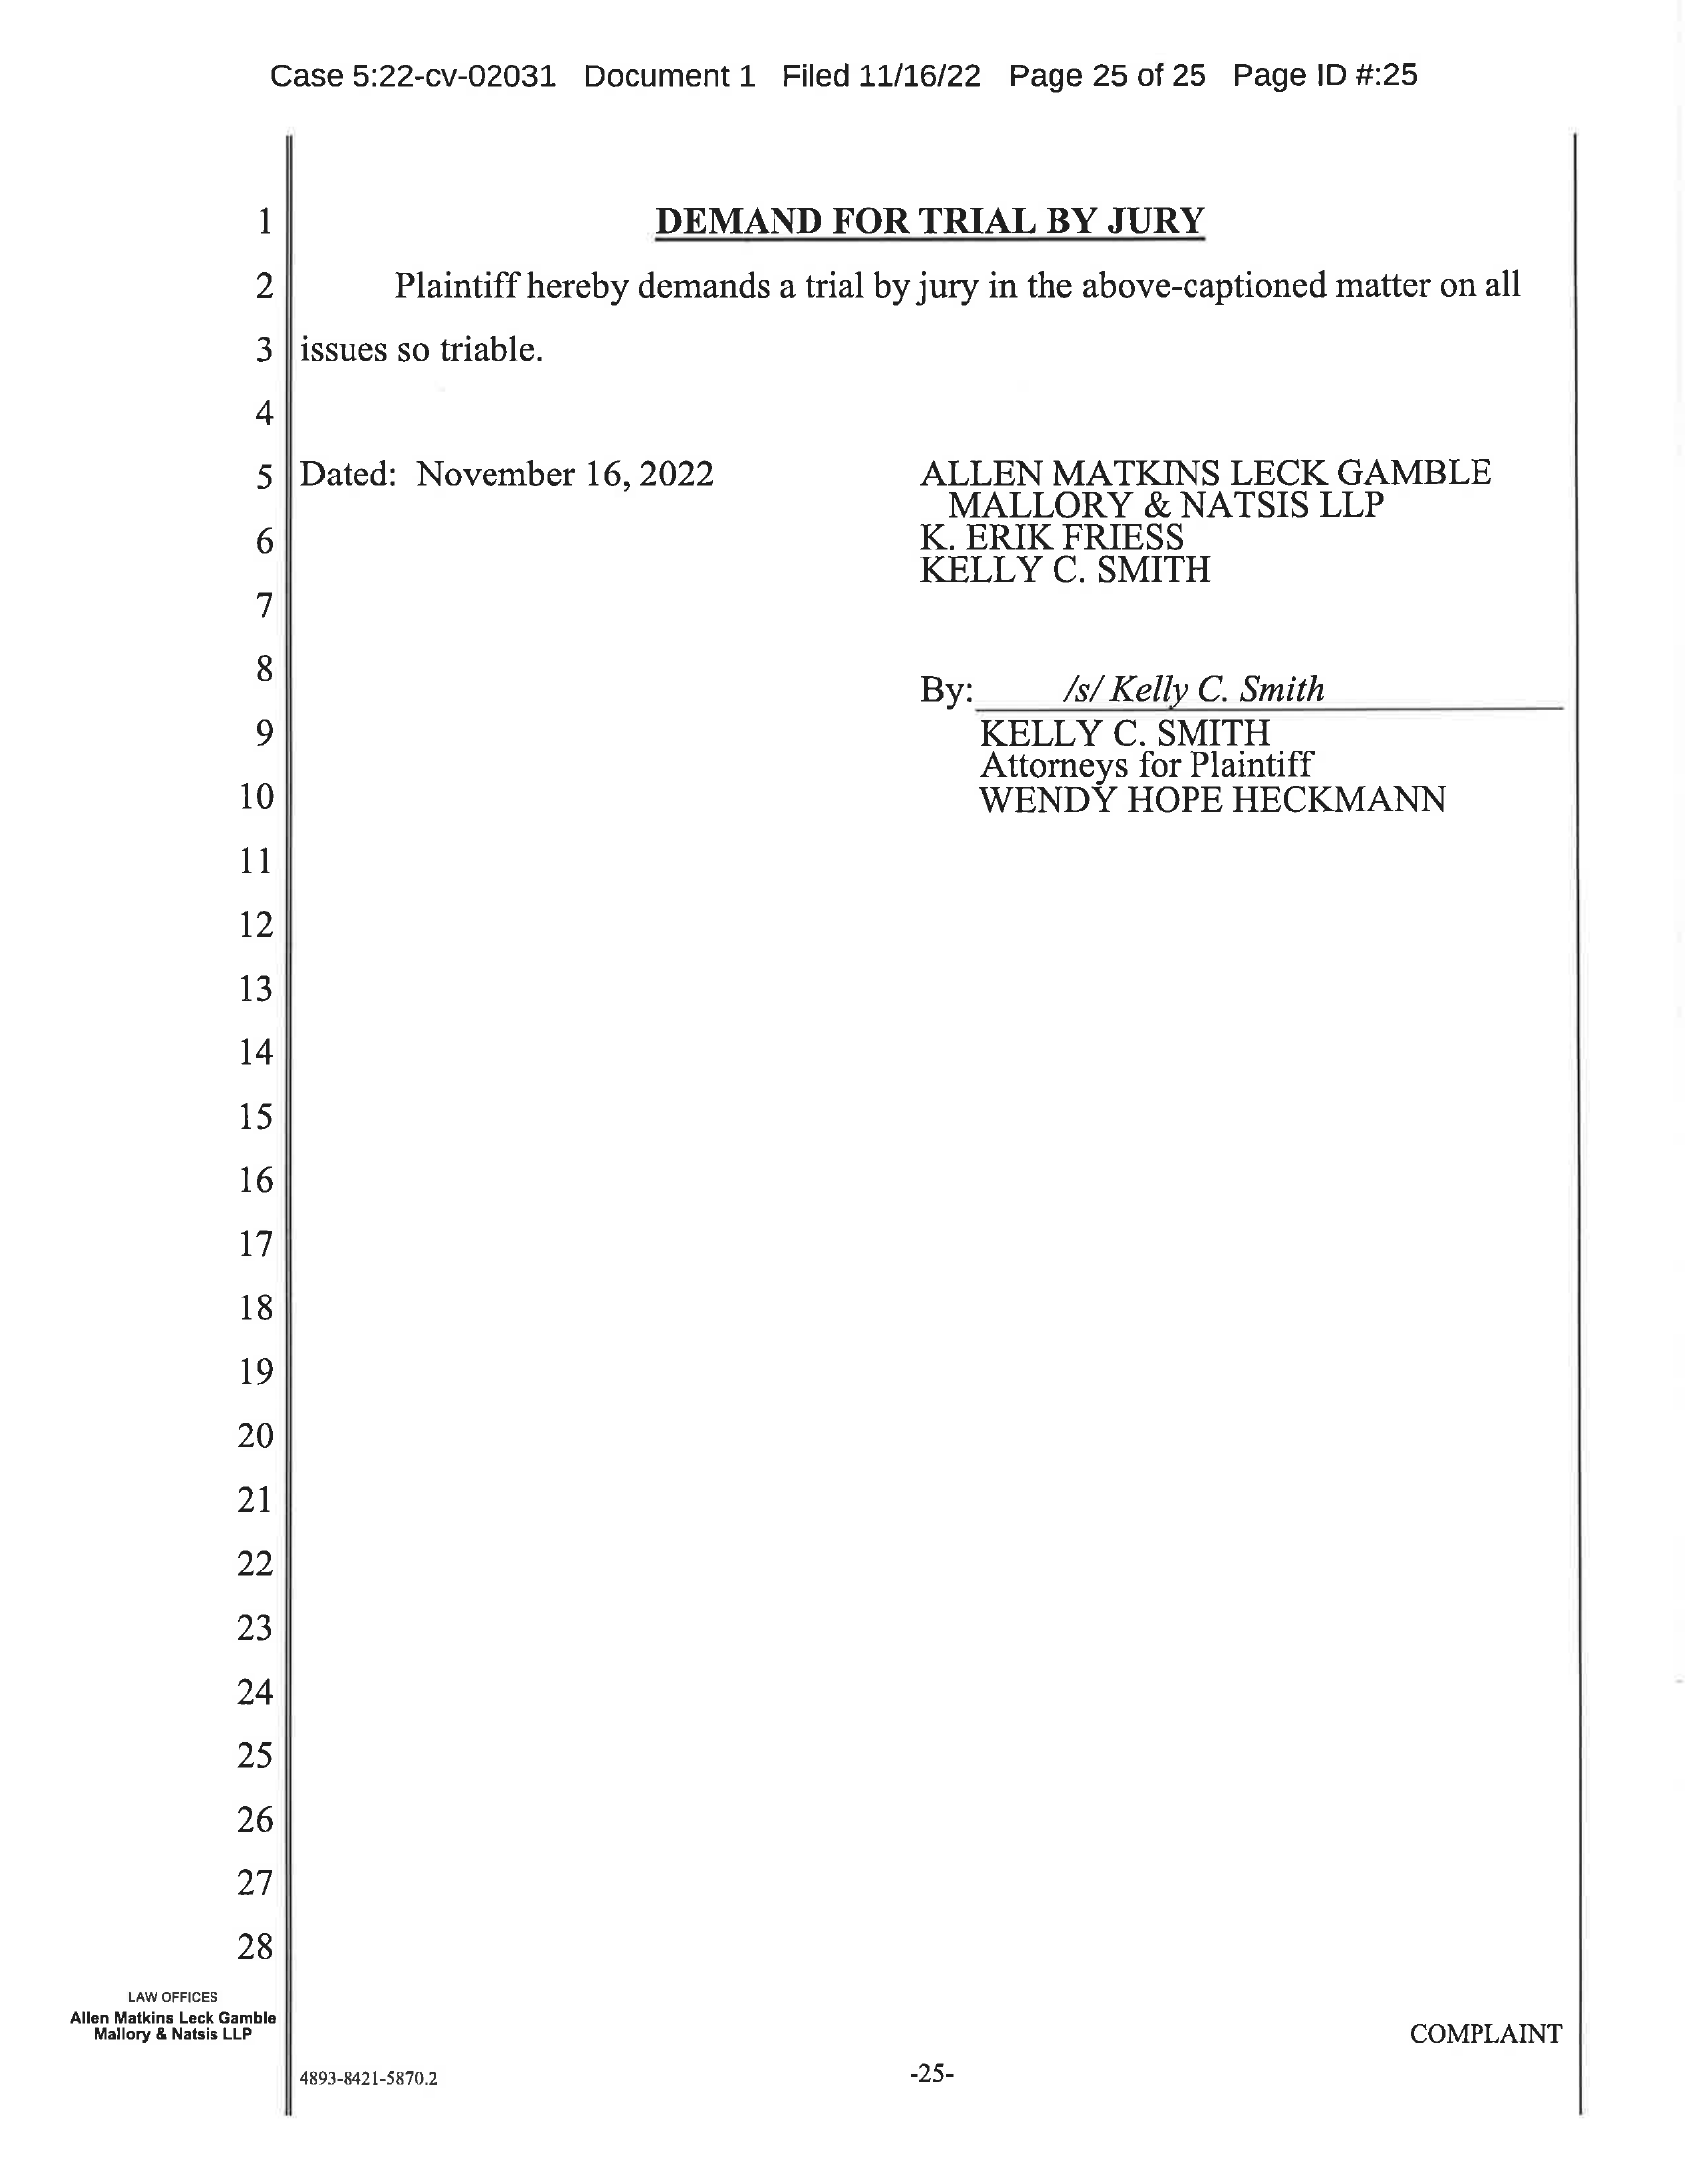 Case 5:22-cv-02031 Document 1 Filed 11/16/22 Page 25 of 25 Page ID #:25
1 DEMAND FOR TRIAL BY JURY
2 Plaintiff hereby demands a trial by jury in the above-captioned matter on all
3 issues so triable.
4
5 Dated: November 16, 2022 ALLEN MATKINS LECK GAMBLE
MALLORY & NATSIS LLP
6 K. ERIK FRIESS
KELLY C. SMITH
7
8 By: /s/ Kelly C. Smith
9 KELLY C. SMITH
Attorneys for Plaintiff
10 WENDY HOPE HECKMANN
11
12
13
14
15
16
17
18
19
20
21
22
23
24
25
26
27
28
LAW OFFICES
Allen Matkins Leck Gamble
Mallory & Natsis LLP
COMPLAINT
4893-8421-5870.2 -25-